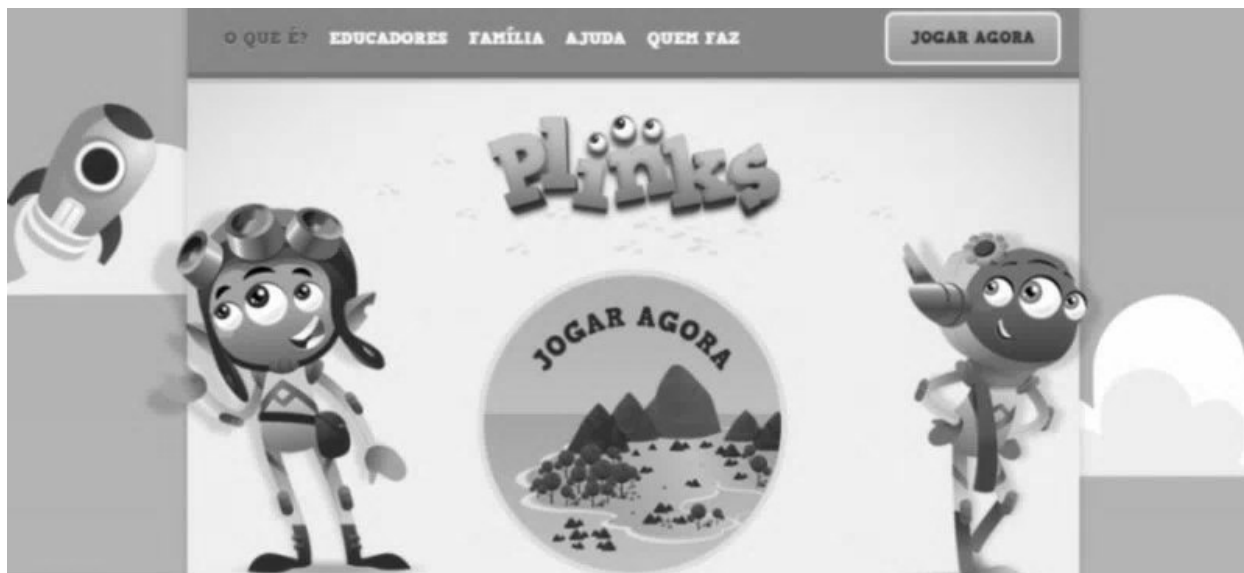 O QUE É? EDUCADORES FAMÍLIA AJUDA QUEM FAZ JOGAR AGORA
Plinks
JOGAR AGORA